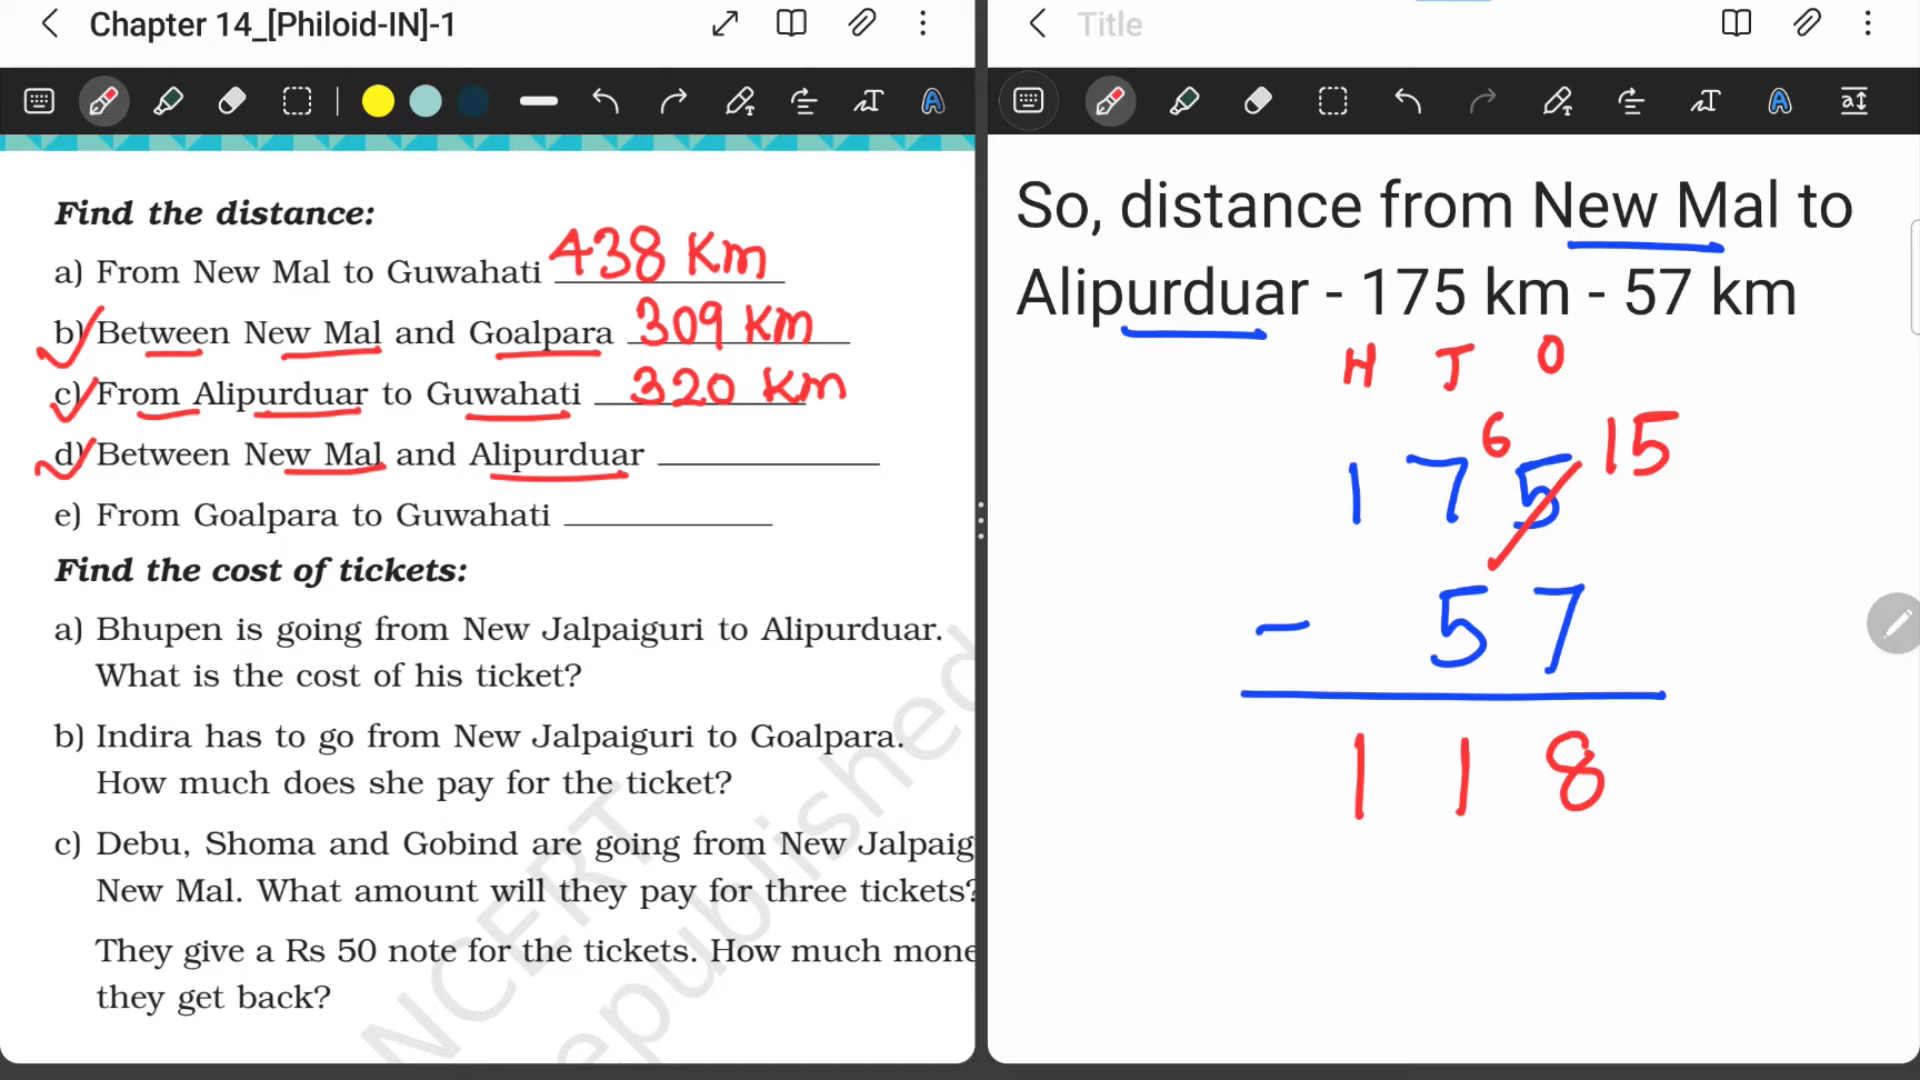 Chapter 14_[Philoid-IN]-1
Find the distance:
a) From New Mal to Guwahati 438 Km
b) Between New Mal and Goalpara 309 Km
c) From Alipurduar to Guwahati 320 Km
d) Between New Mal and Alipurduar
e) From Goalpara to Guwahati
Find the cost of tickets:
a) Bhupen is going from New Jalpaiguri to Alipurduar.
What is the cost of his ticket?
b) Indira has to go from New Jalpaiguri to Goalpara.
How much does she pay for the ticket?
c) Debu, Shoma and Gobind are going from New Jalpaig
New Mal. What amount will they pay for three tickets?
They give a Rs 50 note for the tickets. How much mone
they get back?
NCERT
epublished
Title
So, distance from New Mal to
Alipurduar - 175 km - 57 km
H T O
6 15
1 7 5
- 5 7
1 1 8